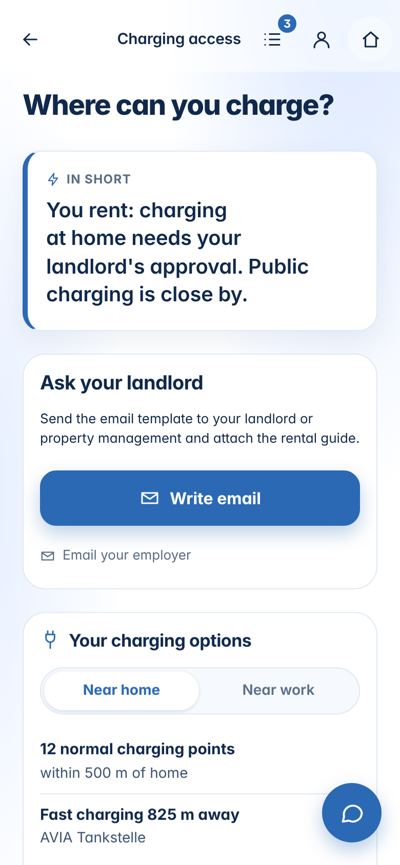 Charging access
3
Where can you charge?
IN SHORT
You rent: charging
at home needs your
landlord's approval. Public
charging is close by.
Ask your landlord
Send the email template to your landlord or
property management and attach the rental guide.
Write email
Email your employer
Your charging options
Near home
Near work
12 normal charging points
within 500 m of home
Fast charging 825 m away
AVIA Tankstelle